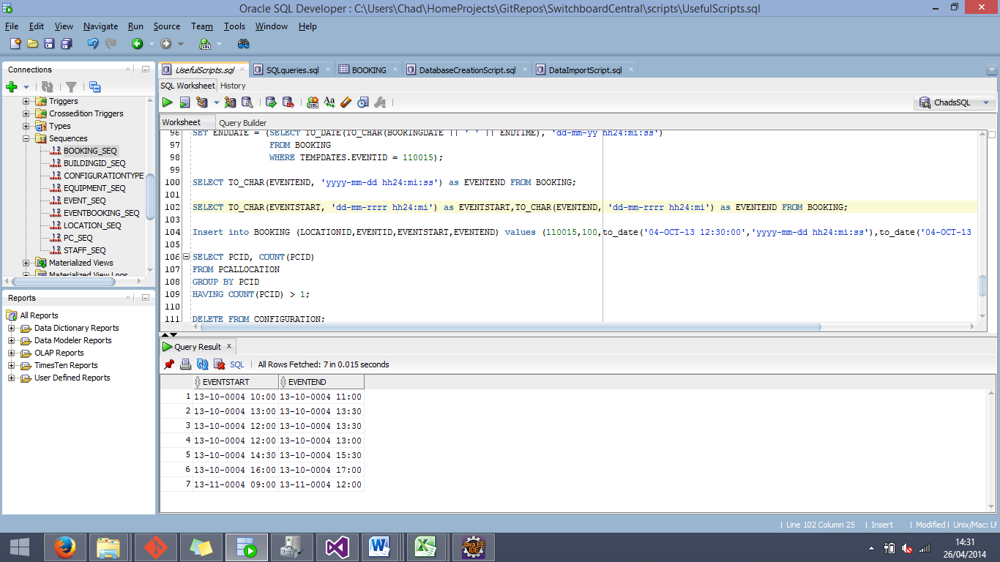 Oracle SQL Developer : C:\Users\Chad\HomeProjects\GitRepos\SwitchboardCentral\scripts\UsefulScripts.sql
File Edit View Navigate Run Source Team Tools Window Help
Connections
Triggers
Crossedition Triggers
Types
Sequences
BOOKING_SEQ
BUILDINGID_SEQ
CONFIGURATIONTYPE
EQUIPMENT_SEQ
EVENT_SEQ
EVENTBOOKING_SEQ
LOCATION_SEQ
PC_SEQ
STAFF_SEQ
Materialized Views
Materialized View Logs
Reports
All Reports
Data Dictionary Reports
Data Modeler Reports
OLAP Reports
TimesTen Reports
User Defined Reports
UsefulScripts.sql SQLqueries.sql BOOKING DatabaseCreationScript.sql DataImportScript.sql
SQL Worksheet History
ChadsSQL
Worksheet Query Builder
96 SET ENDDATE = (SELECT TO_DATE(TO_CHAR(BOOKINGDATE || ' ' || ENDTIME), 'dd-mm-yy hh24:mi:ss')
97 FROM BOOKING
98 WHERE TEMPDATES.EVENTID = 110015);
99
100 SELECT TO_CHAR(EVENTEND, 'yyyy-mm-dd hh24:mi:ss') as EVENTEND FROM BOOKING;
101
102 SELECT TO_CHAR(EVENTSTART, 'dd-mm-rrrr hh24:mi') as EVENTSTART,TO_CHAR(EVENTEND, 'dd-mm-rrrr hh24:mi') as EVENTEND FROM BOOKING;
103
104 Insert into BOOKING (LOCATIONID,EVENTID,EVENTSTART,EVENTEND) values (110015,100,to_date('04-OCT-13 12:30:00','yyyy-mm-dd hh24:mi:ss'),to_date('04-OCT-13
105
106 SELECT PCID, COUNT(PCID)
107 FROM PCALLOCATION
108 GROUP BY PCID
109 HAVING COUNT(PCID) > 1;
110
111 DELETE FROM CONFIGURATION;
Query Result x
SQL | All Rows Fetched: 7 in 0.015 seconds
EVENTSTART EVENTEND
1 13-10-0004 10:00 13-10-0004 11:00
2 13-10-0004 13:00 13-10-0004 13:30
3 13-10-0004 12:00 13-10-0004 13:30
4 13-10-0004 12:00 13-10-0004 13:00
5 13-10-0004 14:30 13-10-0004 15:30
6 13-10-0004 16:00 13-10-0004 17:00
7 13-11-0004 09:00 13-11-0004 12:00
| Line 102 Column 25 | Insert | Modified | Unix/Mac: LF
Java EE
IDE
14:31
26/04/2014